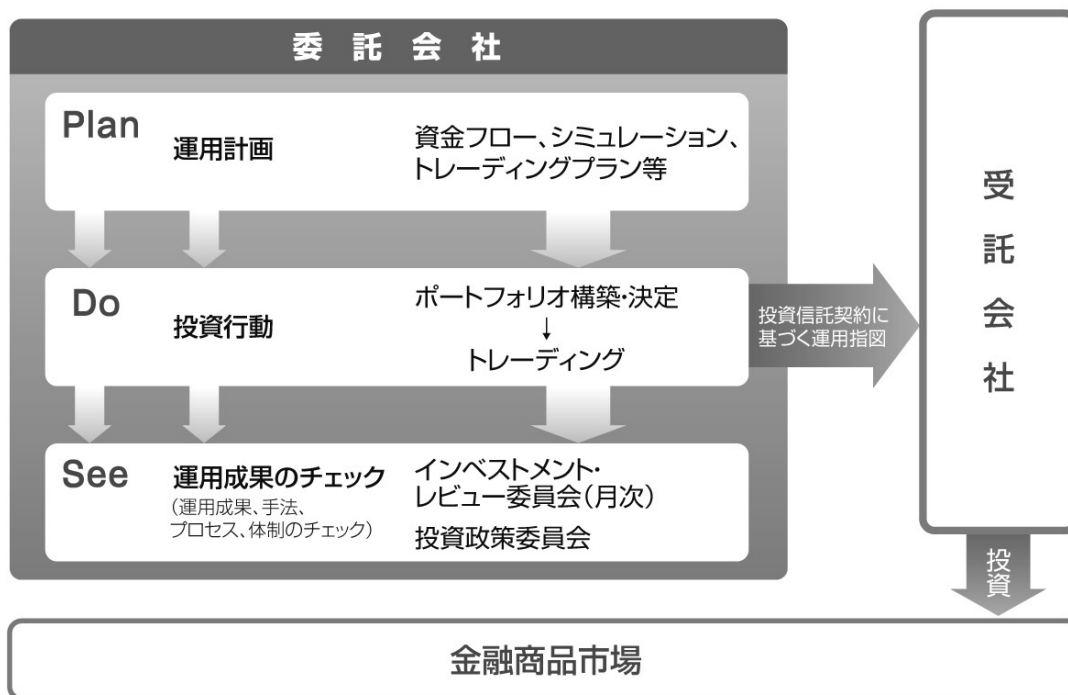 委託会社
Plan
運用計画
資金フロー、シミュレーション、
トレーディングプラン等
Do
投資行動
ポートフォリオ構築・決定
↓
トレーディング
投資信託契約に
基づく運用指図
See
運用成果のチェック
(運用成果、手法、
プロセス、体制のチェック)
インベストメント・
レビュー委員会(月次)
投資政策委員会
受託会社
投資
金融商品市場